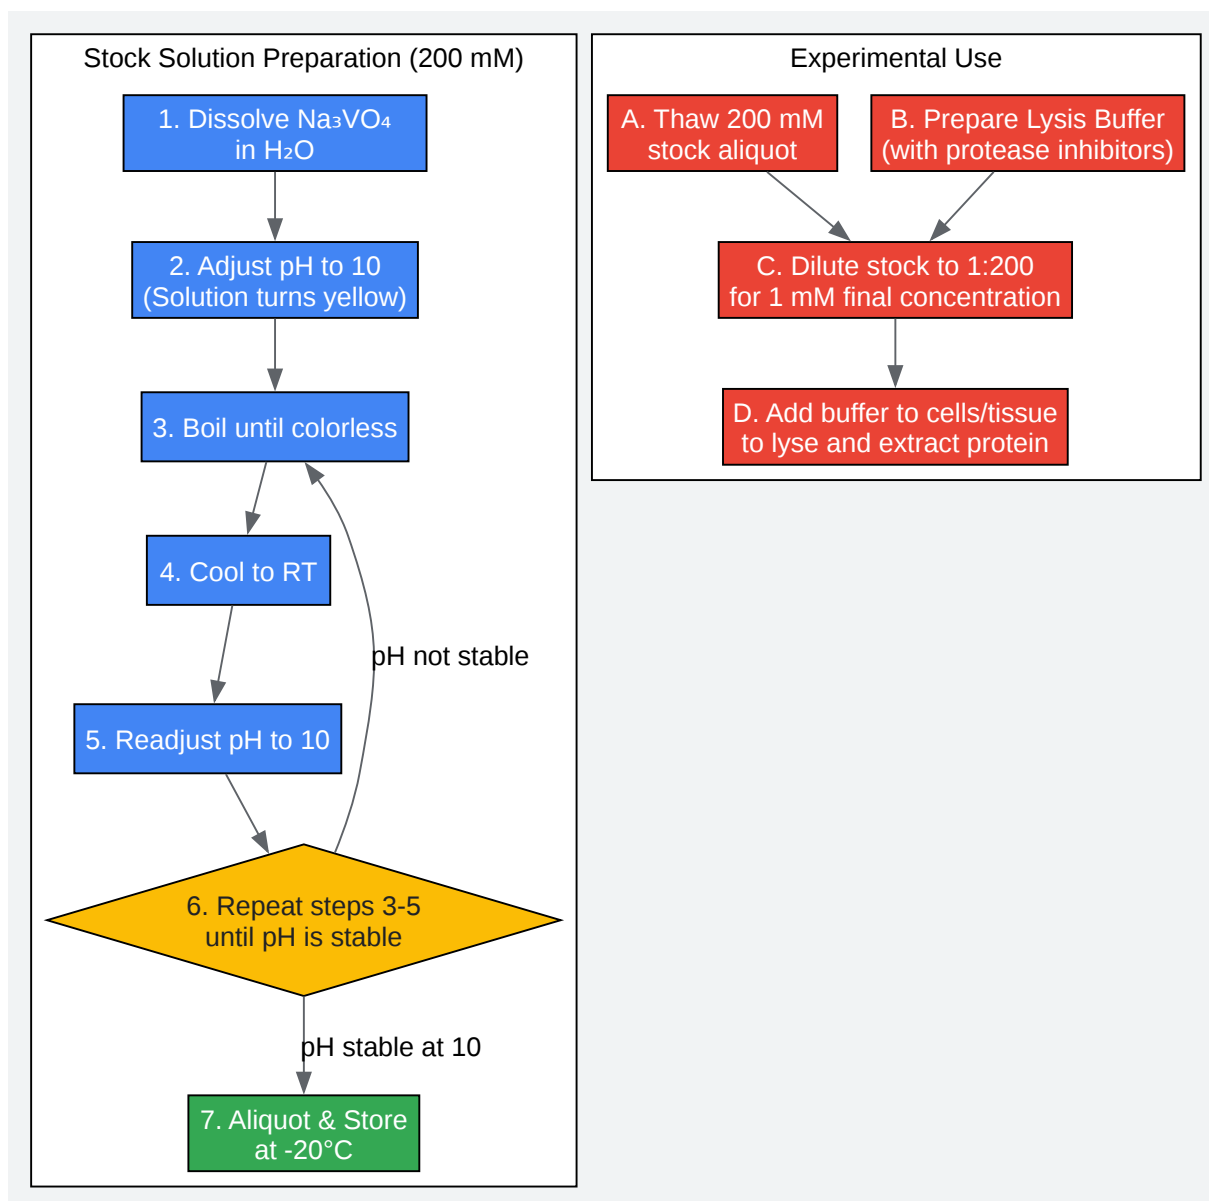 Stock Solution Preparation (200 mM)
1. Dissolve Na₃VO₄
in H₂O
2. Adjust pH to 10
(Solution turns yellow)
3. Boil until colorless
4. Cool to RT
pH not stable
5. Readjust pH to 10
6. Repeat steps 3-5
until pH is stable
pH stable at 10
7. Aliquot & Store
at -20°C
Experimental Use
A. Thaw 200 mM
stock aliquot
B. Prepare Lysis Buffer
(with protease inhibitors)
C. Dilute stock to 1:200
for 1 mM final concentration
D. Add buffer to cells/tissue
to lyse and extract protein